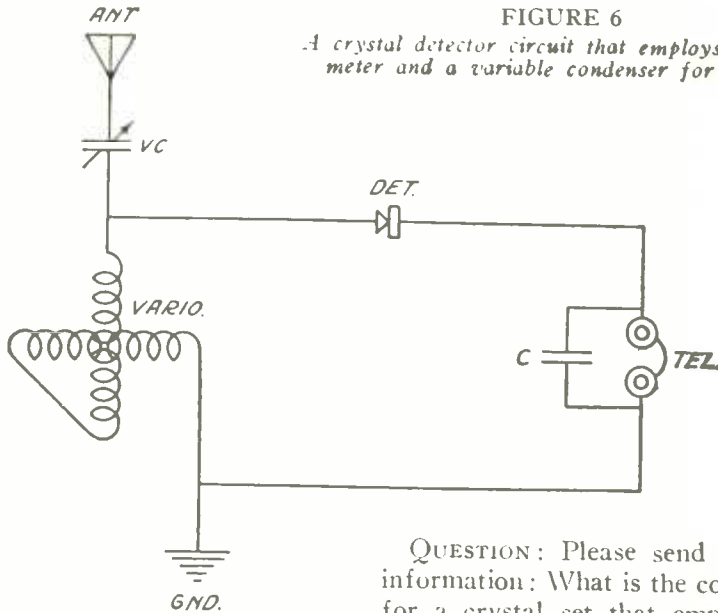 FIGURE 6
A crystal detector circuit that employs
meter and a variable condenser for
ANT
VC
DET.
VARIO.
C
TEL.
GND.
QUESTION: Please send
information: What is the co
for a crystal set that emp